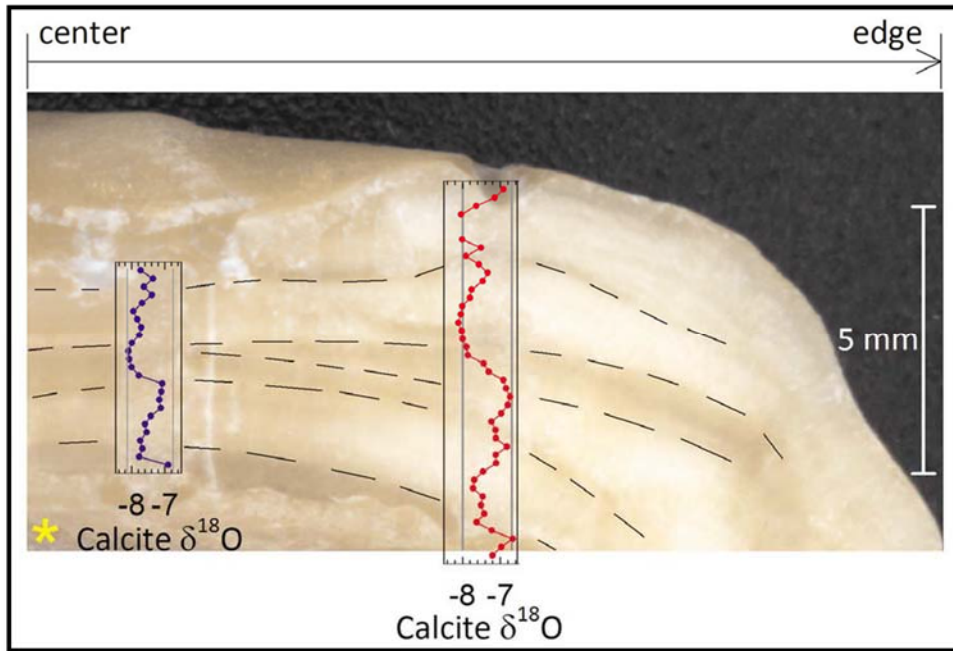 center edge
5 mm
-8 -7
* Calcite δ¹⁸O
-8 -7
Calcite δ¹⁸O